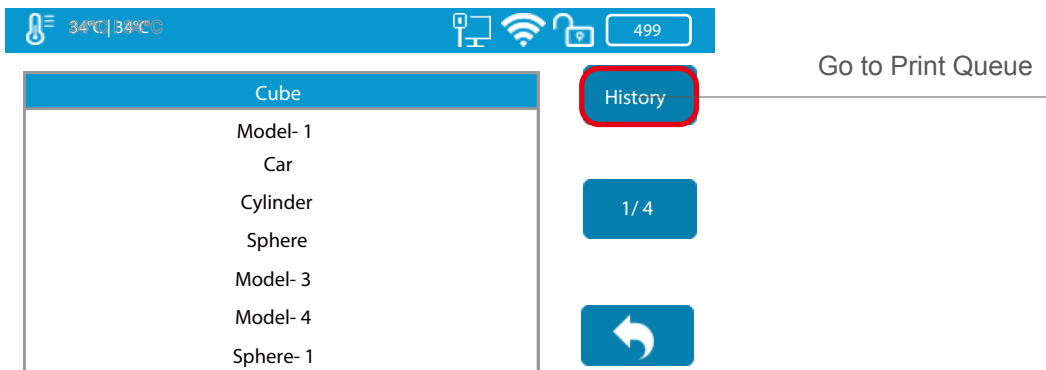 34℃|34℃
499
Go to Print Queue
Cube
History
Model- 1
Car
Cylinder
1/ 4
Sphere
Model- 3
Model- 4
Sphere- 1